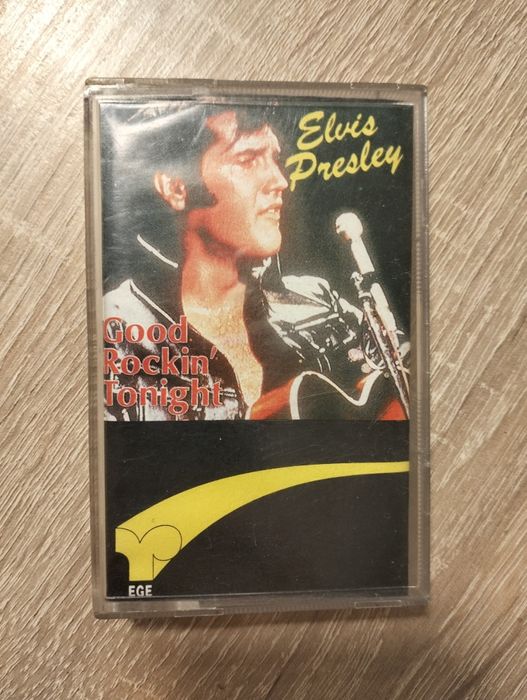 Elvis
Presley
Good
Rockin'
Tonight
r
EGE